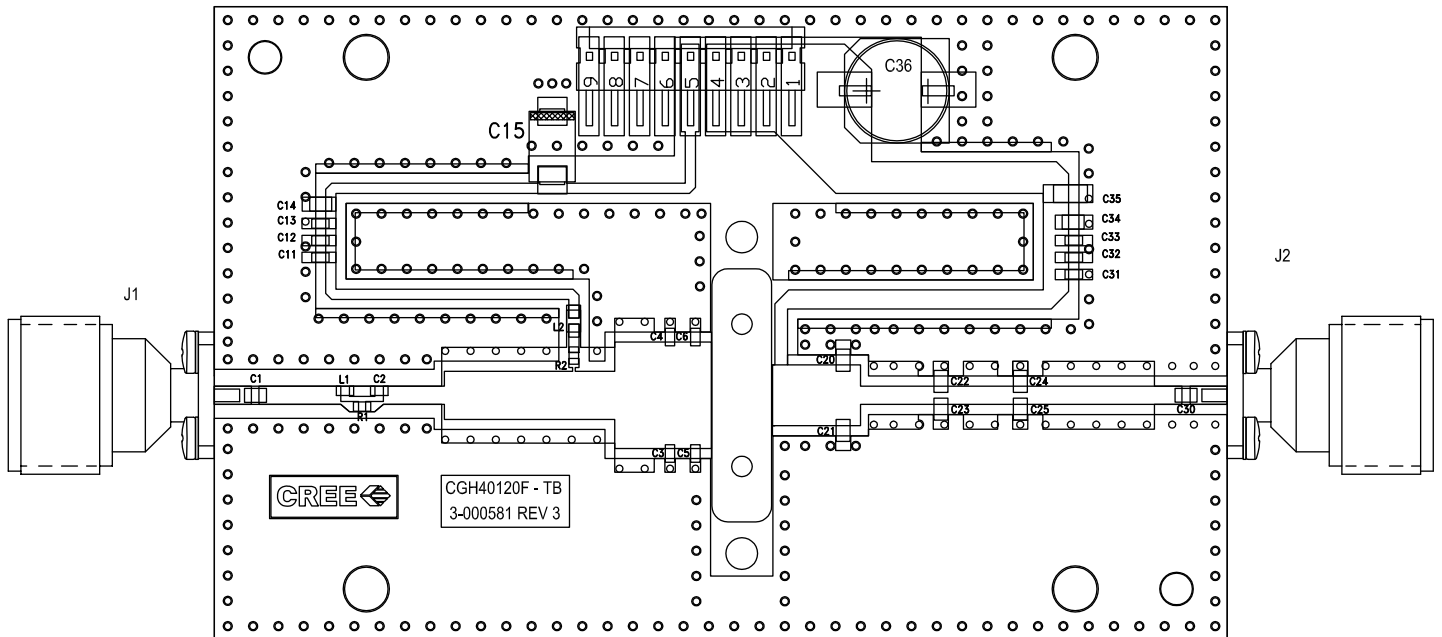 9 8 7 6 5 4 3 2 1
C36
C15
C14
C13
C12
C11
C35
C34
C33
C32
C31
J1
J2
L2
R2
C4 C6
C20
C22 C24
C1
L1 C2
R1
C23 C25
C30
C21
C3 C5
CREE
CGH40120F - TB
3-000581 REV 3